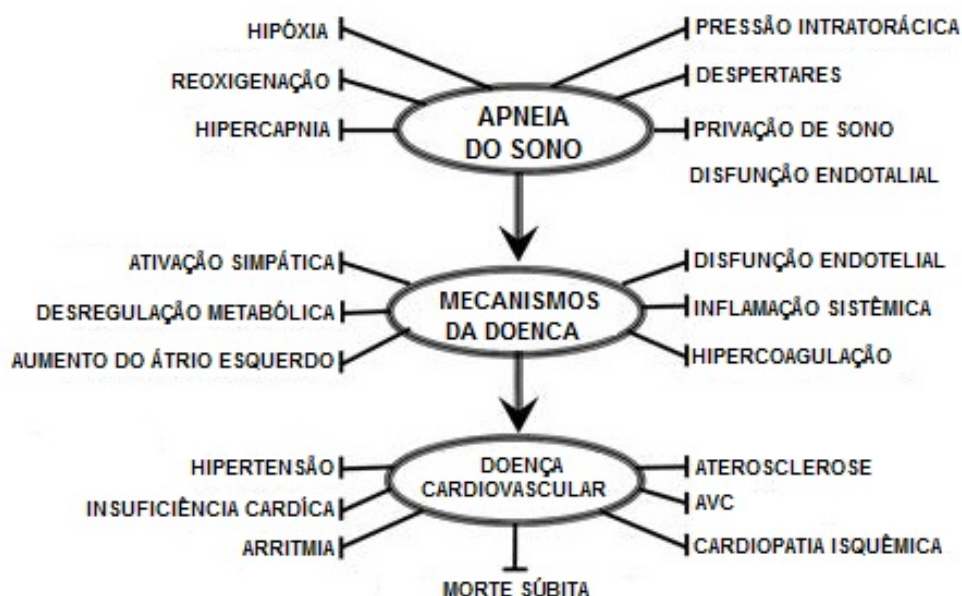 HIPÓXIA
REOXIGENAÇÃO
HIPERCAPNIA
APNEIA
DO SONO
PRESSÃO INTRATORÁCICA
DESPERTARES
PRIVAÇÃO DE SONO
DISFUNÇÃO ENDOTALIAL
ATIVAÇÃO SIMPÁTICA
DESREGULAÇÃO METABÓLICA
AUMENTO DO ÁTRIO ESQUERDO
MECANISMOS
DA DOENCA
DISFUNÇÃO ENDOTELIAL
INFLAMAÇÃO SISTÊMICA
HIPERCOAGULAÇÃO
HIPERTENSÃO
INSUFICIÊNCIA CARDÍCA
ARRITMIA
DOENÇA
CARDIOVASCULAR
ATEROSCLEROSE
AVC
CARDIOPATIA ISQUÊMICA
MORTE SÚBITA